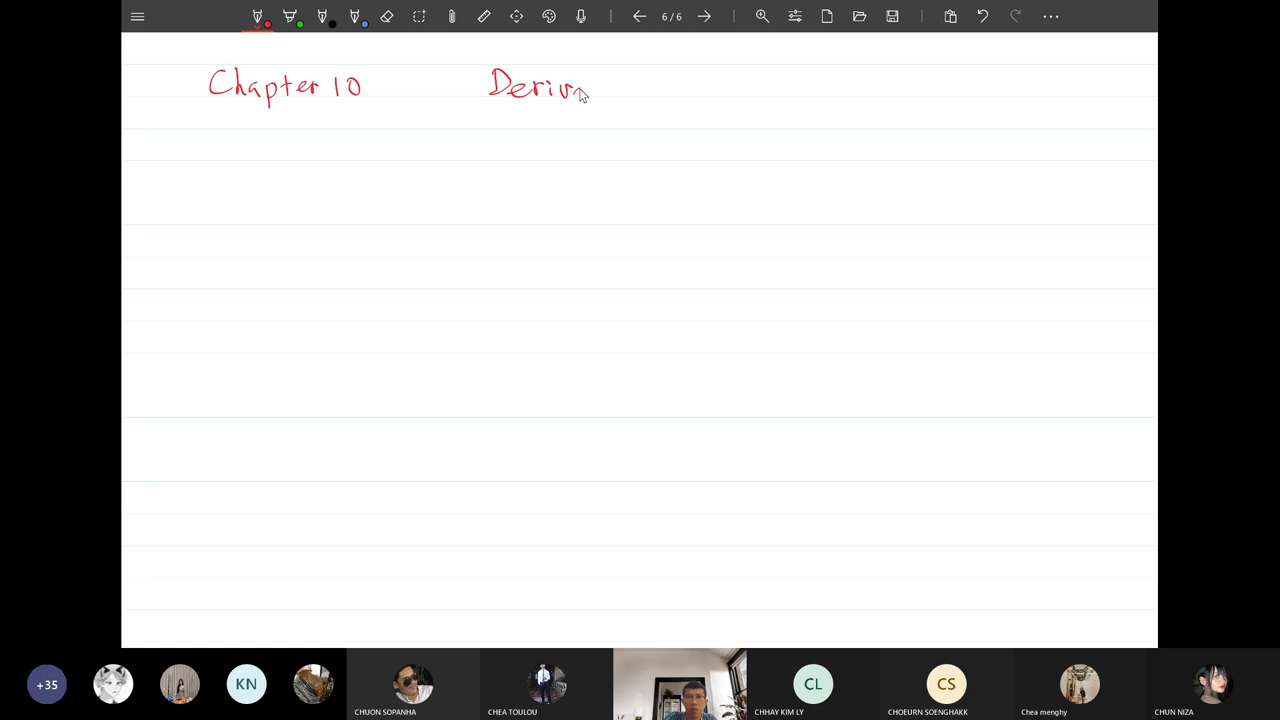 6/6
Chapter 10 Deriv
+35
KN
CHUON SOPANHA
CHEA TOULOU
CL
CHHAY KIM LY
CS
CHOEURN SOENGHAKK
Chea menghy
CHUN NIZA